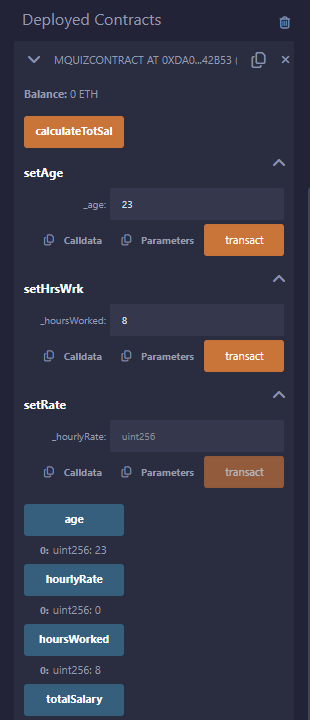 Deployed Contracts
MQUIZCONTRACT AT 0XDA0...42B53 (
Balance: 0 ETH
calculateTotSal
setAge
_age: 23
Calldata Parameters transact
setHrsWrk
_hoursWorked: 8
Calldata Parameters transact
setRate
_hourlyRate: uint256
Calldata Parameters transact
age
0: uint256: 23
hourlyRate
0: uint256: 0
hoursWorked
0: uint256: 8
totalSalary